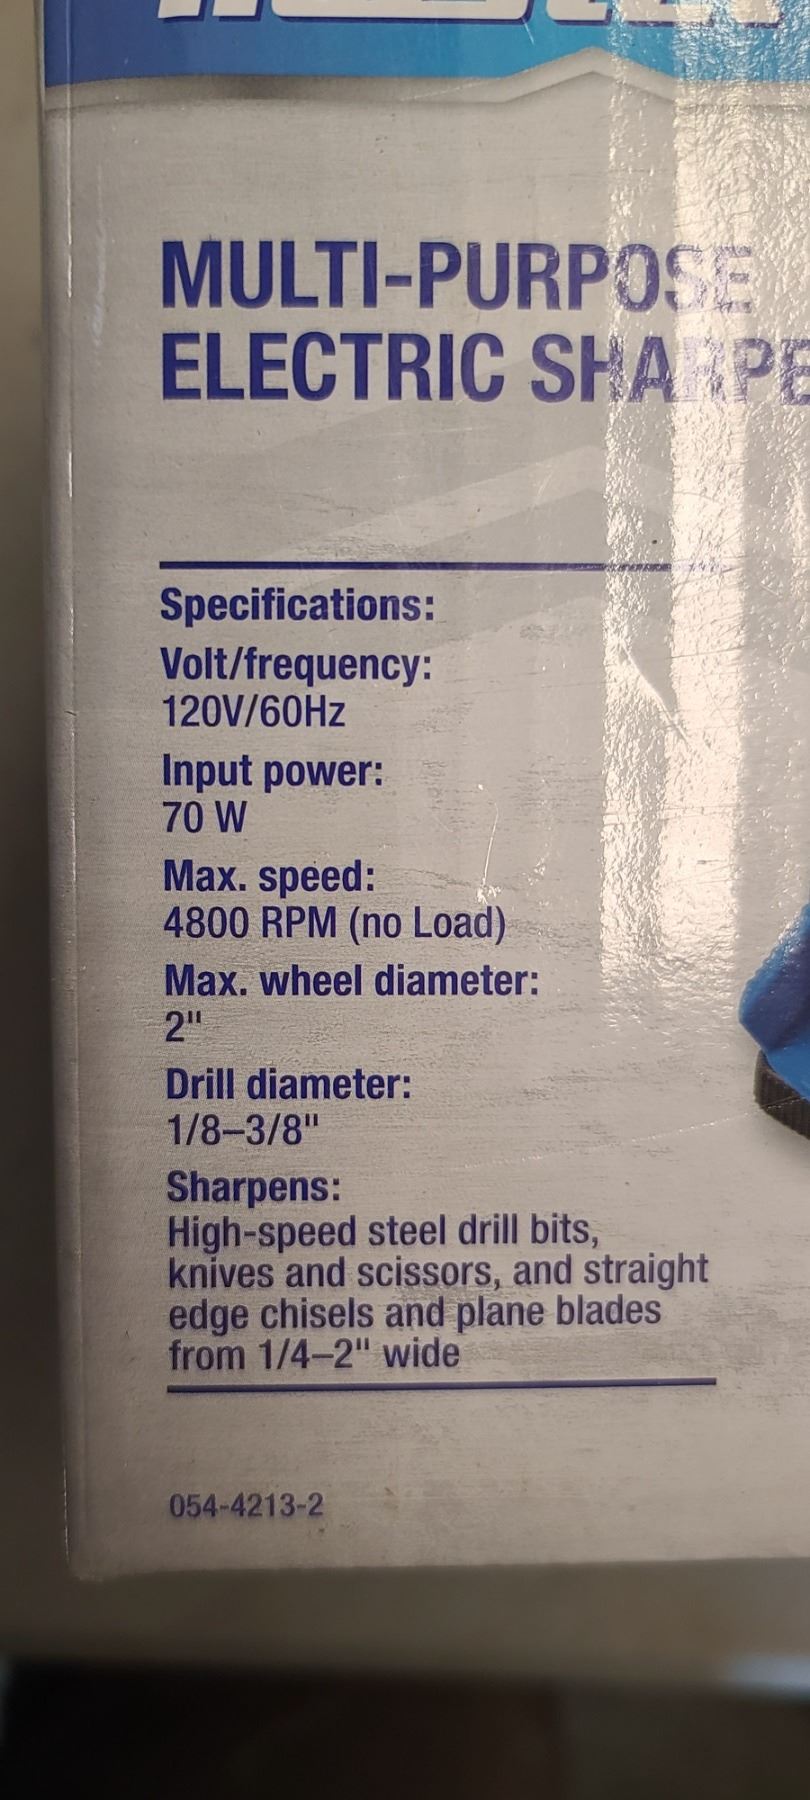 MULTI-PURPOSE
ELECTRIC SHARPE
Specifications:
Volt/frequency:
120V/60Hz
Input power:
70 W
Max. speed:
4800 RPM (no Load)
Max. wheel diameter:
2"
Drill diameter:
1/8–3/8"
Sharpens:
High-speed steel drill bits,
knives and scissors, and straight
edge chisels and plane blades
from 1/4–2" wide
054-4213-2